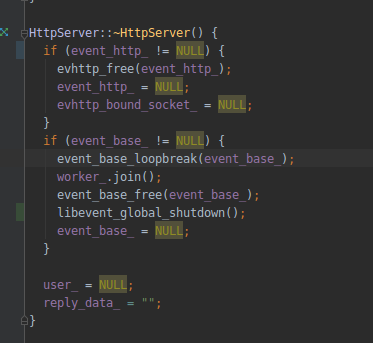 HttpServer::~HttpServer() {
  if (event_http_ != NULL) {
    evhttp_free(event_http_);
    event_http_ = NULL;
    evhttp_bound_socket_ = NULL;
  }
  if (event_base_ != NULL) {
    event_base_loopbreak(event_base_);
    worker_.join();
    event_base_free(event_base_);
    libevent_global_shutdown();
    event_base_ = NULL;
  }

  user_ = NULL;
  reply_data_ = "";
}